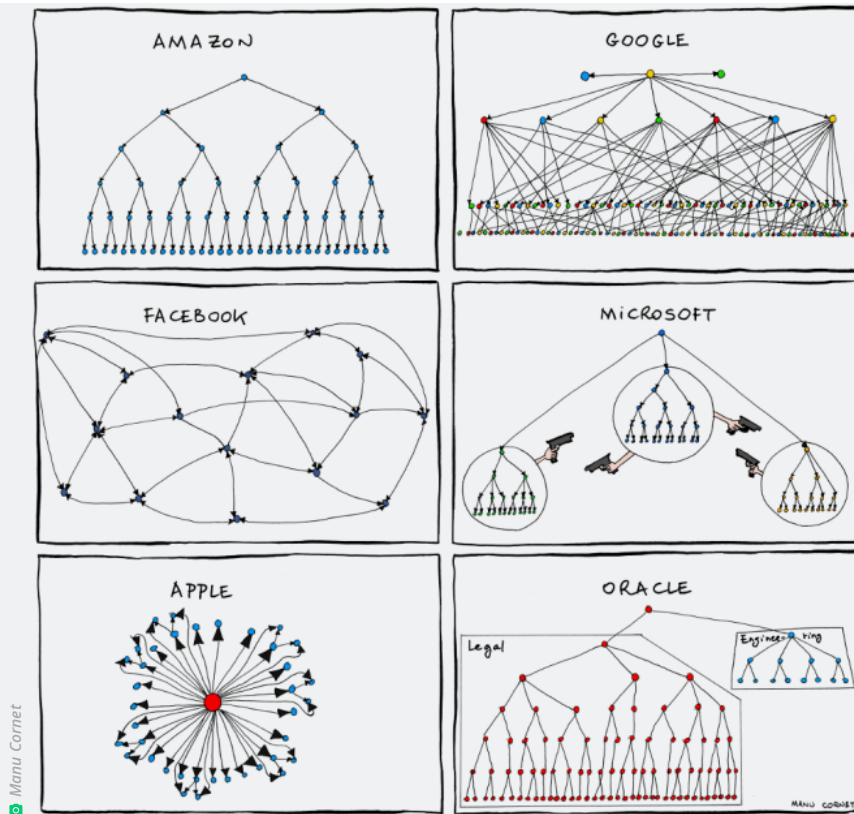 AMAZON
GOOGLE
FACEBOOK
MiCROSOFT
APPLE
ORACLE
Legal
Enginee-ring
MANU CORNET
Manu Cornet